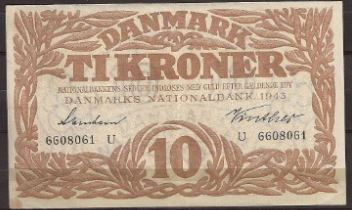 DANMARK
TI KRONER
NATIONALBANKENS SEDLER INDLØSES MED GULD EFTER GÆLDENDE LOV
DANMARKS NATIONALBANK 1943
6608061 U U 6608061
10